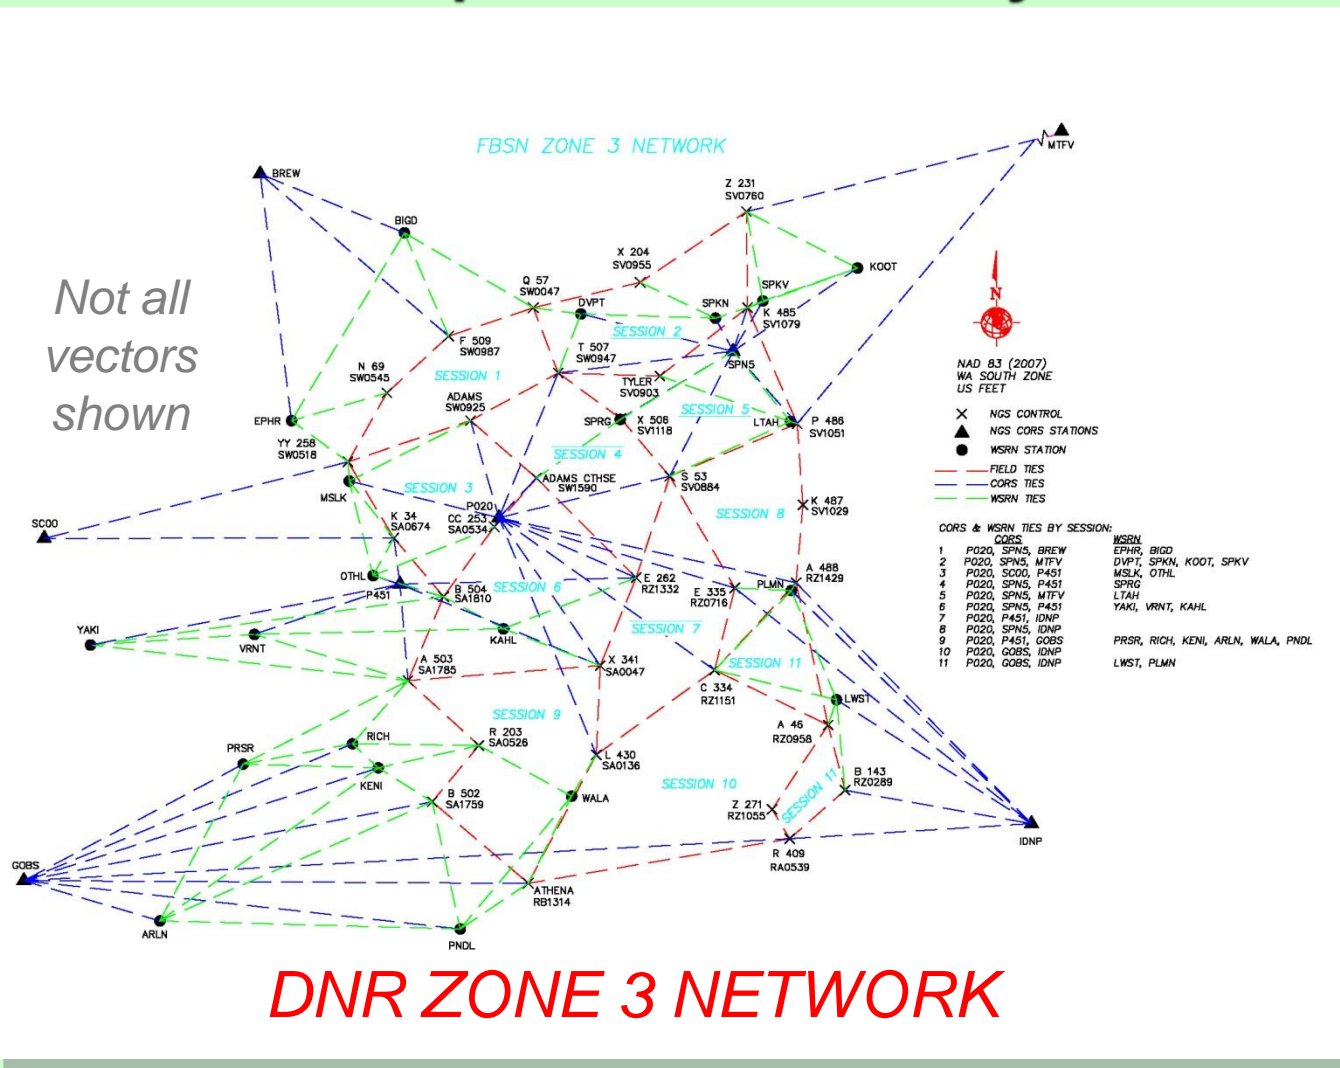 FBSN ZONE 3 NETWORK
MTFV
BREW
Z 231
SV0760
BIGD
X 204
SV0955
KOOT
Not all
vectors
shown
Q 57
SW0047
DVPT
SPKN
SPKV
K 485
SV1079
N
SESSION 2
F 509
SW0987
T 507
SW0947
SPN5
NAD 83 (2007)
WA SOUTH ZONE
US FEET
N 69
SW0545
SESSION 1
TYLER
SV0903
ADAMS
SW0925
SESSION 5
NGS CONTROL
NGS CORS STATIONS
WSRN STATION
EPHR
SPRG
X 506
SV1118
LTAH
P 486
SV1051
YY 258
SW0518
SESSION 4
FIELD TIES
CORS TIES
WSRN TIES
MSLK
SESSION 3
ADAMS CTHSE
SW1590
S 53
SV0884
P020
CC 253
SA0534
SESSION 8
K 487
SV1029
SC00
K 34
SA0674
CORS & WSRN TIES BY SESSION:
CORS WSRN
1 P020, SPN5, BREW EPHR, BIGD
2 P020, SPN5, MTFV DVPT, SPKN, KOOT, SPKV
3 P020, SC00, P451 MSLK, OTHL
4 P020, SPN5, P451 SPRG
5 P020, SPN5, MTFV LTAH
6 P020, SPN5, P451 YAKI, VRNT, KAHL
7 P020, P451, IDNP
8 P020, SPN5, IDNP
9 P020, P451, GOBS PRSR, RICH, KENI, ARLN, WALA, PNDL
10 P020, GOBS, IDNP
11 P020, GOBS, IDNP LWST, PLMN
OTHL
P451
B 504
SA1810
SESSION 6
E 262
RZ1332
E 335
RZ0716
PLMN
A 488
RZ1429
YAKI
VRNT
KAHL
SESSION 7
A 503
SA1785
X 341
SA0047
SESSION 11
C 334
RZ1151
LWST
SESSION 9
A 46
RZ0958
PRSR
RICH
R 203
SA0526
L 430
SA0136
KENI
B 502
SA1759
WALA
SESSION 10
SESSION 11
B 143
RZ0289
Z 271
RZ1055
IDNP
GOBS
R 409
RA0539
ATHENA
RB1314
ARLN
PNDL
DNR ZONE 3 NETWORK